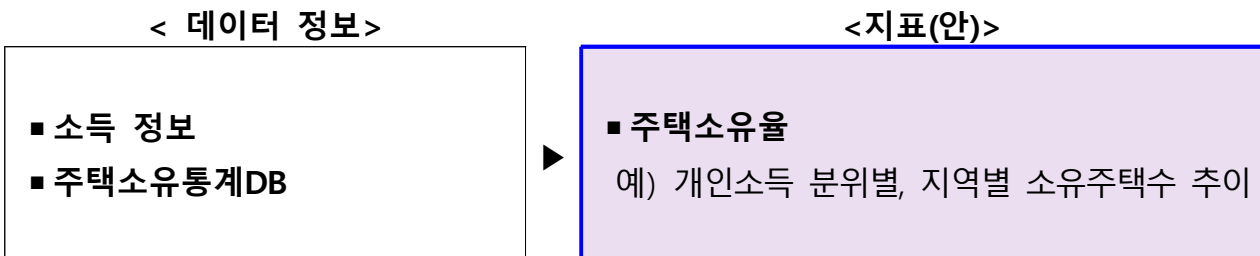 < 데이터 정보>
▪ 소득 정보
▪ 주택소유통계DB
▶
<지표(안)>
▪ 주택소유율
예) 개인소득 분위별, 지역별 소유주택수 추이